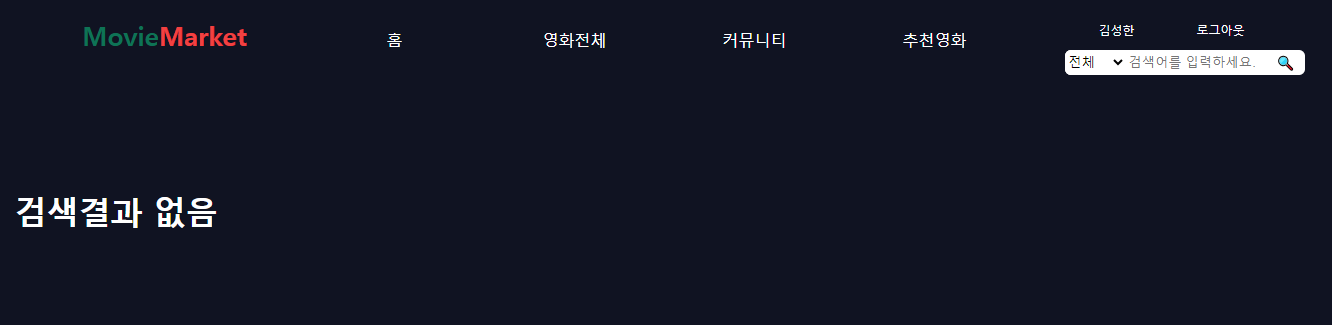 MovieMarket
홈
영화전체
커뮤니티
추천영화
김성한
로그아웃
전체
검색어를 입력하세요.
검색결과 없음